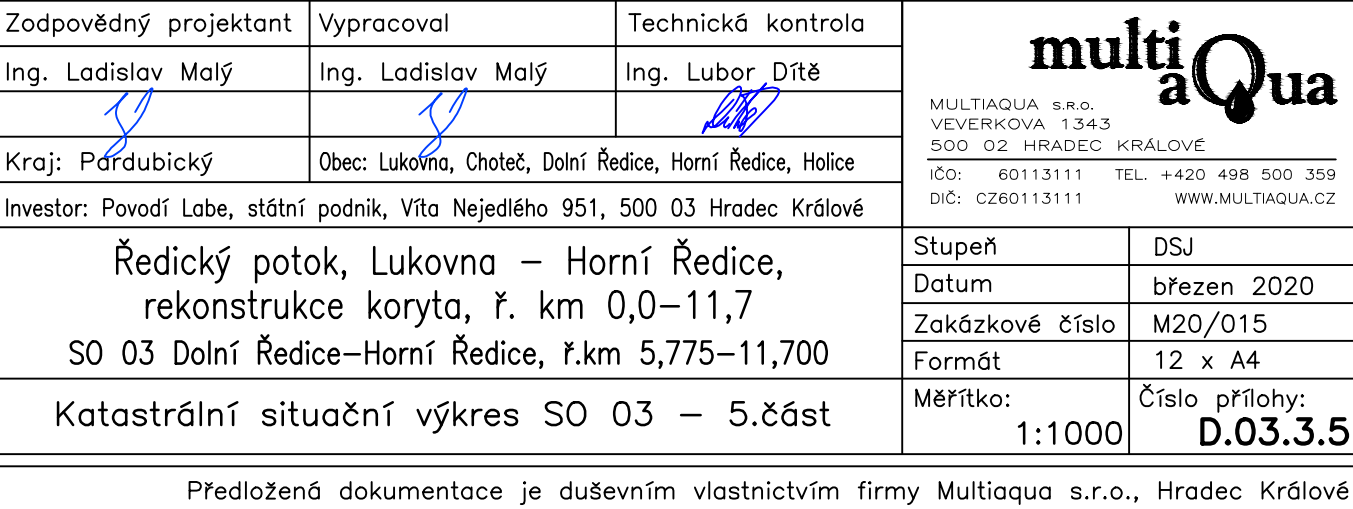 Zodpovědný projektant Vypracoval Technická kontrola
Ing. Ladislav Malý Ing. Ladislav Malý Ing. Lubor Dítě
Kraj: Pardubický Obec: Lukovna, Choteč, Dolní Ředice, Horní Ředice, Holice
Investor: Povodí Labe, státní podnik, Víta Nejedlého 951, 500 03 Hradec Králové
multi
aQua
MULTIAQUA s.r.o.
VEVERKOVA 1343
500 02 HRADEC KRÁLOVÉ
IČO: 60113111 TEL. +420 498 500 359
DIČ: CZ60113111 WWW.MULTIAQUA.CZ
Ředický potok, Lukovna – Horní Ředice,
rekonstrukce koryta, ř. km 0,0–11,7
SO 03 Dolní Ředice–Horní Ředice, ř.km 5,775–11,700
Katastrální situační výkres SO 03 – 5.část
Stupeň DSJ
Datum březen 2020
Zakázkové číslo M20/015
Formát 12 x A4
Měřítko: Číslo přílohy:
1:1000 D.03.3.5
Předložená dokumentace je duševním vlastnictvím firmy Multiaqua s.r.o., Hradec Králové